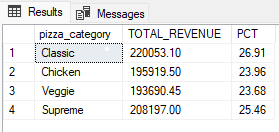 Results Messages
pizza_category TOTAL_REVENUE PCT
1 Classic 220053.10 26.91
2 Chicken 195919.50 23.96
3 Veggie 193690.45 23.68
4 Supreme 208197.00 25.46